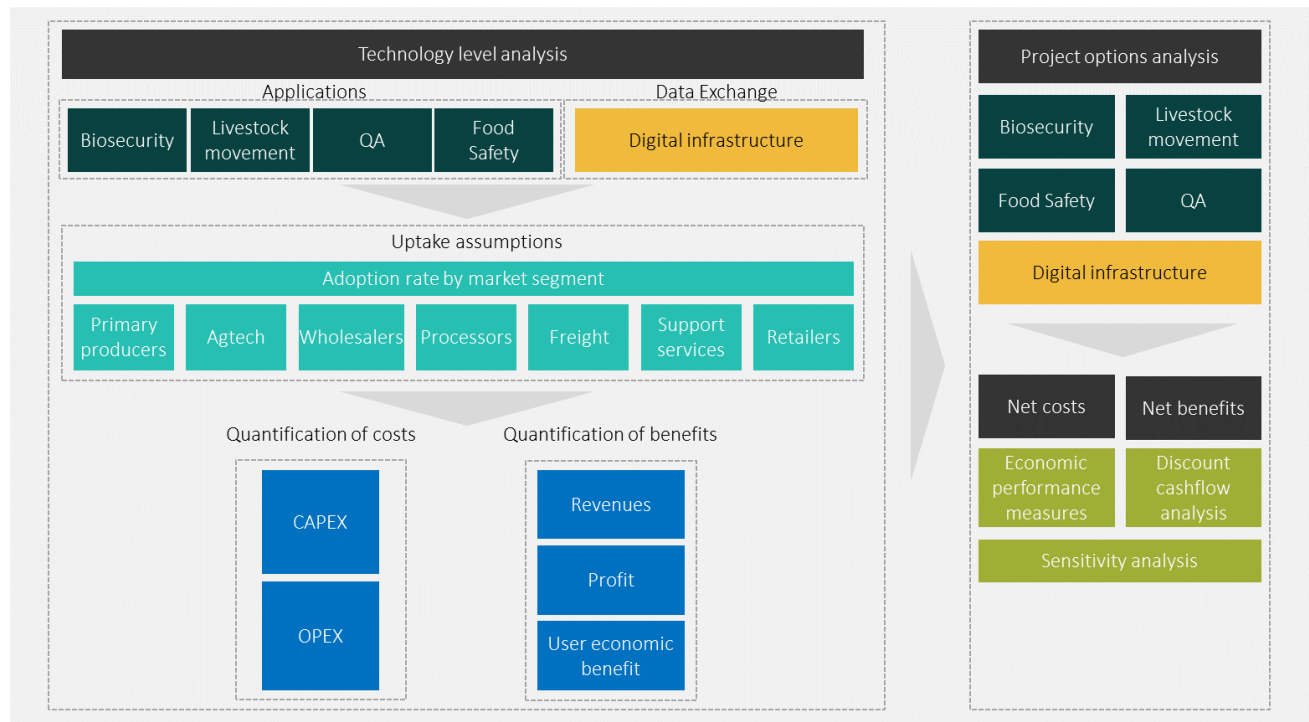 Technology level analysis
Applications
Data Exchange
Biosecurity
Livestock
movement
QA
Food
Safety
Digital infrastructure
Uptake assumptions
Adoption rate by market segment
Primary
producers
Agtech
Wholesalers
Processors
Freight
Support
services
Retailers
Quantification of costs
Quantification of benefits
CAPEX
OPEX
Revenues
Profit
User economic
benefit
Project options analysis
Biosecurity
Livestock
movement
Food Safety
QA
Digital infrastructure
Net costs
Net benefits
Economic
performance
measures
Discount
cashflow
analysis
Sensitivity analysis